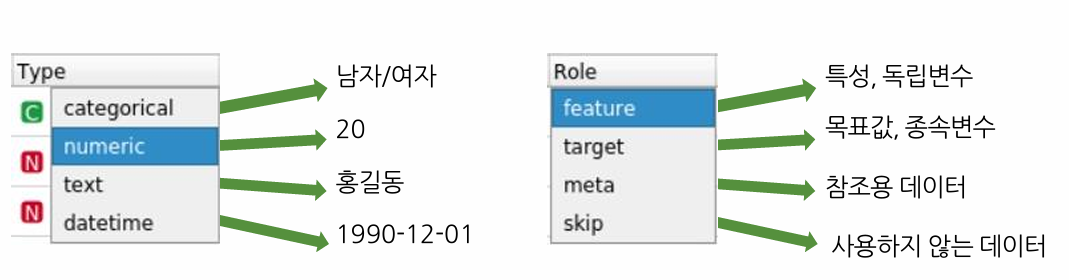 Type
C
categorical
남자/여자
N
numeric
20
text
홍길동
N
datetime
1990-12-01
Role
feature
특성, 독립변수
target
목표값, 종속변수
meta
참조용 데이터
skip
사용하지 않는 데이터